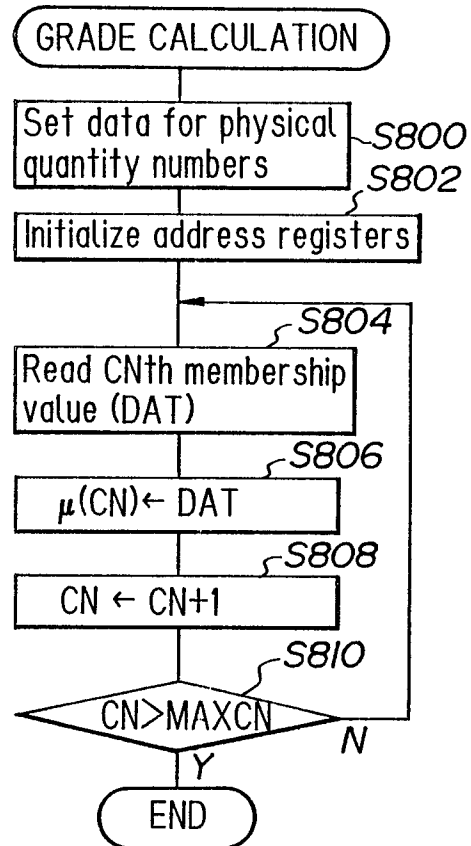 GRADE CALCULATION
Set data for physical
quantity numbers
S800
S802
Initialize address registers
S804
Read CNth membership
value (DAT)
S806
μ(CN) ← DAT
S808
CN ← CN+1
S810
CN>MAXCN
N
Y
END